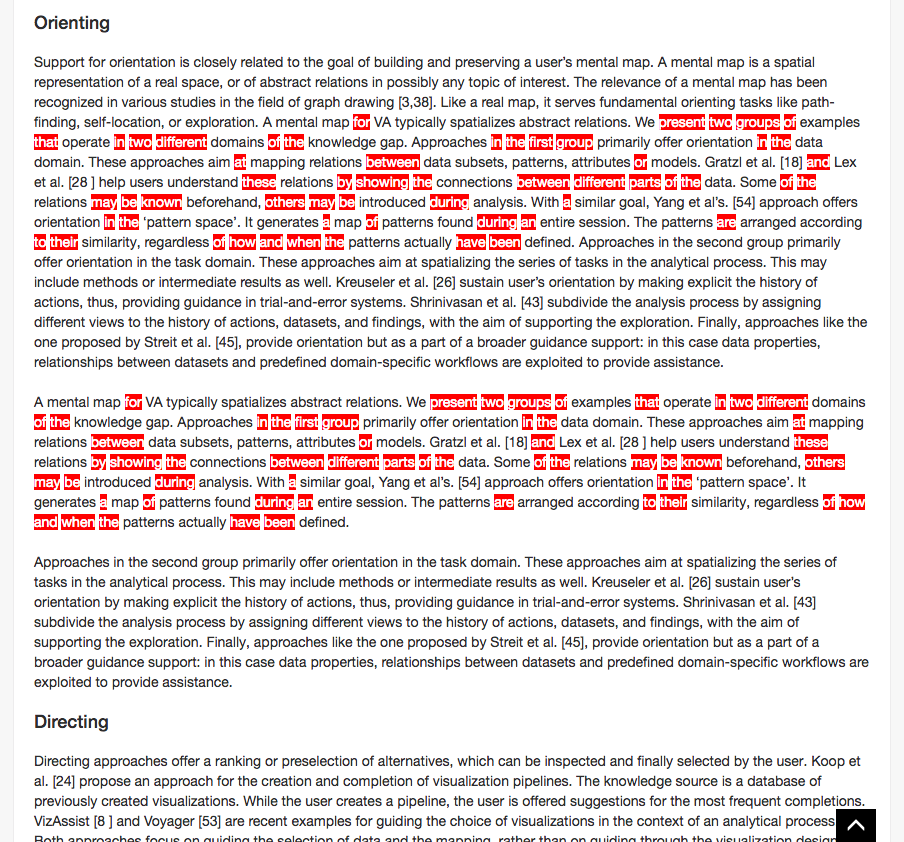 Orienting
Support for orientation is closely related to the goal of building and preserving a user’s mental map. A mental map is a spatial
representation of a real space, or of abstract relations in possibly any topic of interest. The relevance of a mental map has been
recognized in various studies in the field of graph drawing [3,38]. Like a real map, it serves fundamental orienting tasks like path-
finding, self-location, or exploration. A mental map for VA typically spatializes abstract relations. We present two groups of examples
that operate in two different domains of the knowledge gap. Approaches in the first group primarily offer orientation in the data
domain. These approaches aim at mapping relations between data subsets, patterns, attributes or models. Gratzl et al. [18] and Lex
et al. [28 ] help users understand these relations by showing the connections between different parts of the data. Some of the
relations may be known beforehand, others may be introduced during analysis. With a similar goal, Yang et al’s. [54] approach offers
orientation in the ‘pattern space’. It generates a map of patterns found during an entire session. The patterns are arranged according
to their similarity, regardless of how and when the patterns actually have been defined. Approaches in the second group primarily
offer orientation in the task domain. These approaches aim at spatializing the series of tasks in the analytical process. This may
include methods or intermediate results as well. Kreuseler et al. [26] sustain user’s orientation by making explicit the history of
actions, thus, providing guidance in trial-and-error systems. Shrinivasan et al. [43] subdivide the analysis process by assigning
different views to the history of actions, datasets, and findings, with the aim of supporting the exploration. Finally, approaches like the
one proposed by Streit et al. [45], provide orientation but as a part of a broader guidance support: in this case data properties,
relationships between datasets and predefined domain-specific workflows are exploited to provide assistance.
A mental map for VA typically spatializes abstract relations. We present two groups of examples that operate in two different domains
of the knowledge gap. Approaches in the first group primarily offer orientation in the data domain. These approaches aim at mapping
relations between data subsets, patterns, attributes or models. Gratzl et al. [18] and Lex et al. [28 ] help users understand these
relations by showing the connections between different parts of the data. Some of the relations may be known beforehand, others
may be introduced during analysis. With a similar goal, Yang et al’s. [54] approach offers orientation in the ‘pattern space’. It
generates a map of patterns found during an entire session. The patterns are arranged according to their similarity, regardless of how
and when the patterns actually have been defined.
Approaches in the second group primarily offer orientation in the task domain. These approaches aim at spatializing the series of
tasks in the analytical process. This may include methods or intermediate results as well. Kreuseler et al. [26] sustain user’s
orientation by making explicit the history of actions, thus, providing guidance in trial-and-error systems. Shrinivasan et al. [43]
subdivide the analysis process by assigning different views to the history of actions, datasets, and findings, with the aim of
supporting the exploration. Finally, approaches like the one proposed by Streit et al. [45], provide orientation but as a part of a
broader guidance support: in this case data properties, relationships between datasets and predefined domain-specific workflows are
exploited to provide assistance.
Directing
Directing approaches offer a ranking or preselection of alternatives, which can be inspected and finally selected by the user. Koop et
al. [24] propose an approach for the creation and completion of visualization pipelines. The knowledge source is a database of
previously created visualizations. While the user creates a pipeline, the user is offered suggestions for the most frequent completions.
VizAssist [8 ] and Voyager [53] are recent examples for guiding the choice of visualizations in the context of an analytical process
Both approaches focus on guiding the selection of data and the mapping, rather than on guiding through the visualization design